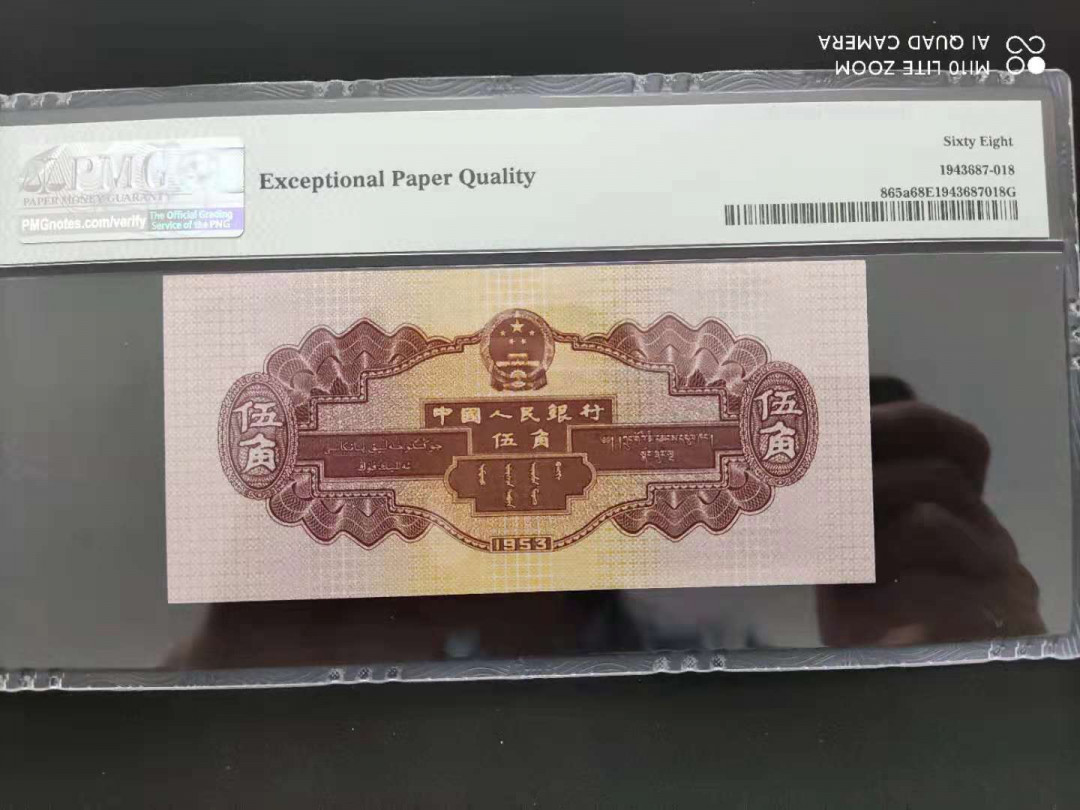 MI10 LITE ZOOM
AI QUAD CAMERA
PMG
PAPER MONEY GUARANTY
PMGnotes.com/verify
The Official Grading
Service of the PNG
Exceptional Paper Quality
Sixty Eight
1943687-018
865a68E1943687018G
中國人民銀行
伍角
伍角
伍角
1953